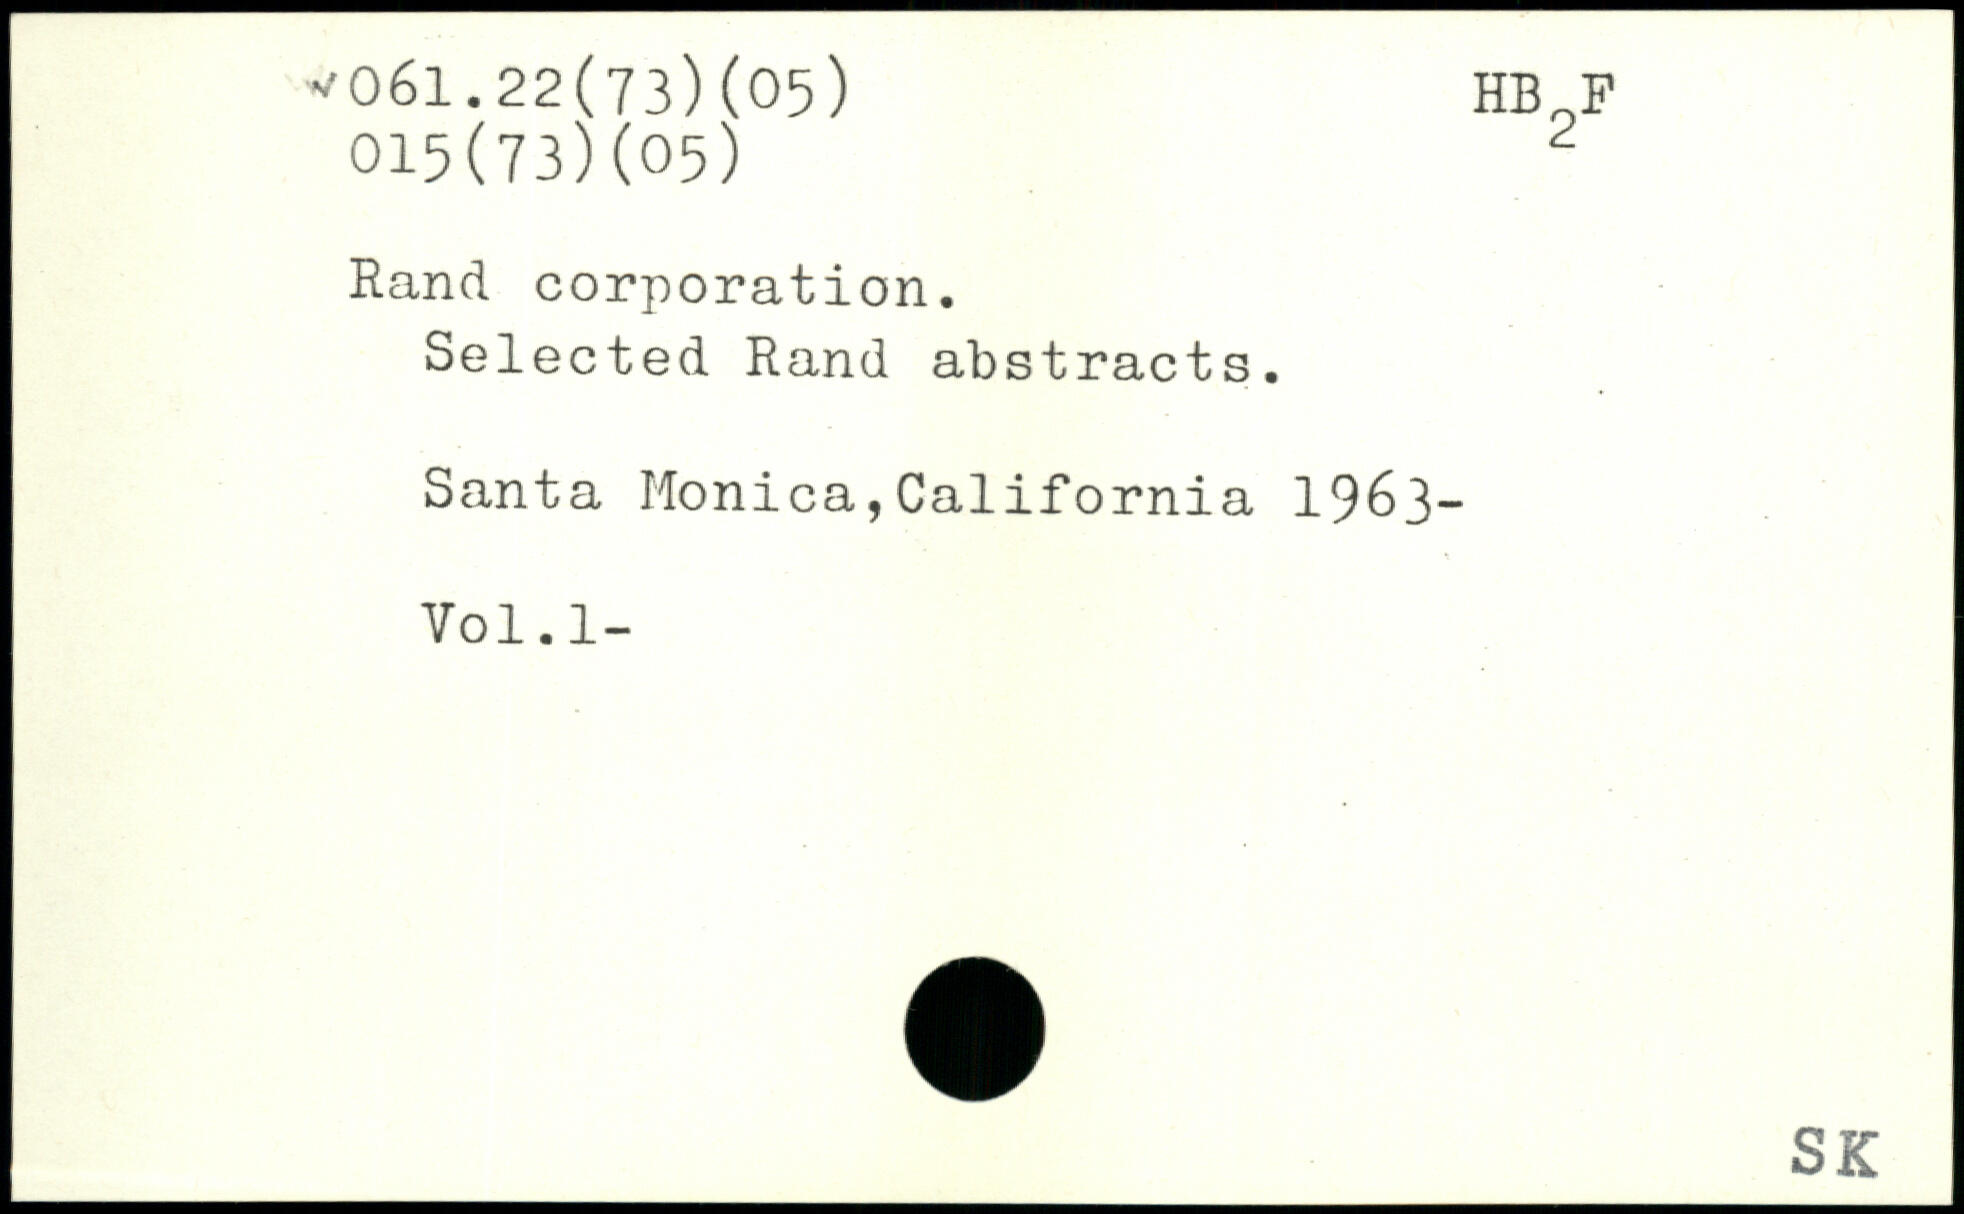 061.22(73)(05) HB₂F
015(73)(05)
Rand corporation.
Selected Rand abstracts.
Santa Monica,California 1963-
Vol.1-
SK